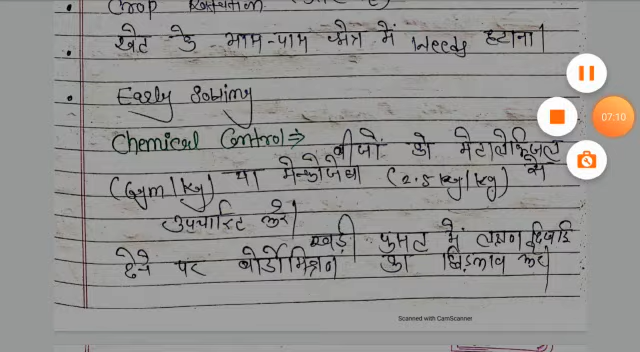 Crop Rotation
खेत के आस-पास क्षेत्र में weeds हटाना।
Early Sowing
Chemical Control⇒ बीजों को मेटालेक्जिल
(6gm/kg) या मेन्कोजेब (2.5kg/kg) से
उपचारित करें।
खड़ी फसल में लक्षण दिखाई
देने पर बोर्डोमिश्रण का छिड़काव करें
Scanned with CamScanner
07:10